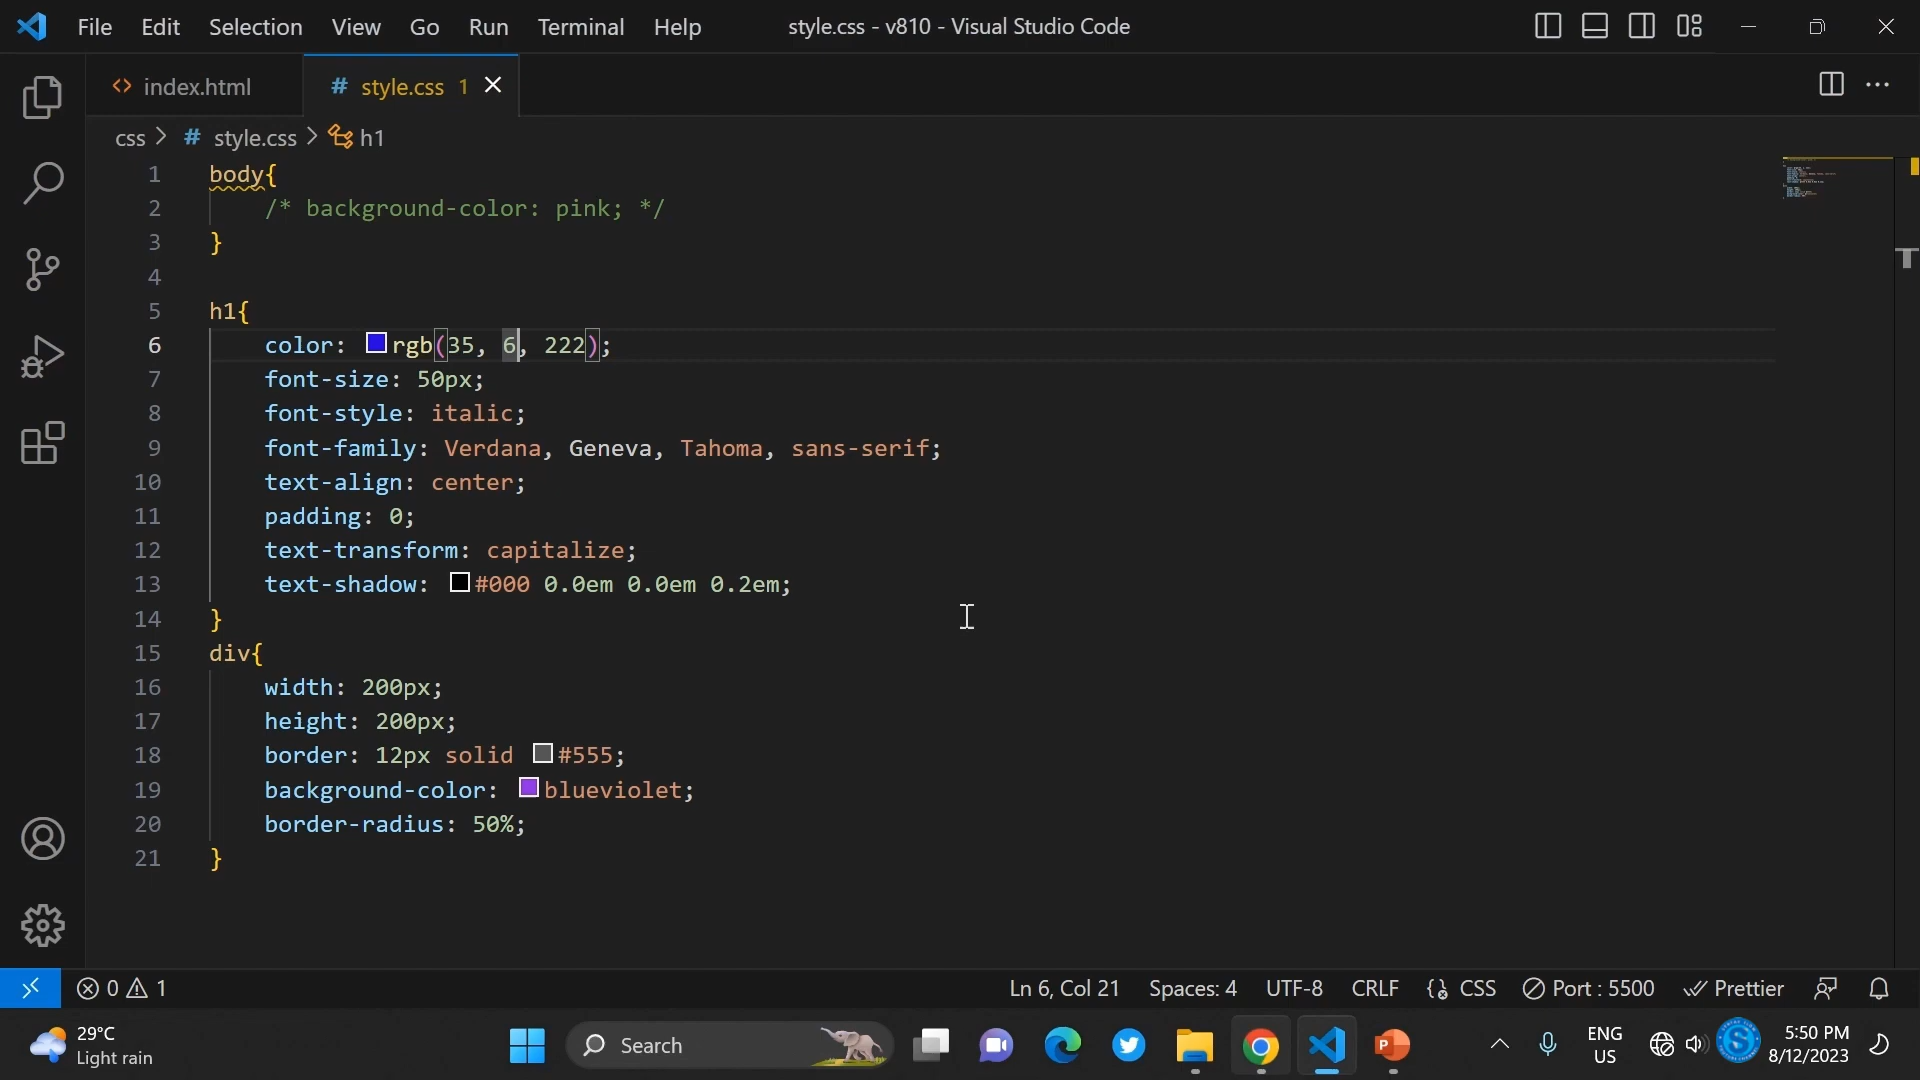 File Edit Selection View Go Run Terminal Help style.css - v810 - Visual Studio Code
index.html # style.css 1
css > # style.css > h1
1 body{
2 /* background-color: pink; */
3 }
4
5 h1{
6 color: rgb(35, 6, 222);
7 font-size: 50px;
8 font-style: italic;
9 font-family: Verdana, Geneva, Tahoma, sans-serif;
10 text-align: center;
11 padding: 0;
12 text-transform: capitalize;
13 text-shadow: #000 0.0em 0.0em 0.2em;
14 }
15 div{
16 width: 200px;
17 height: 200px;
18 border: 12px solid #555;
19 background-color: blueviolet;
20 border-radius: 50%;
21 }
0 1 Ln 6, Col 21 Spaces: 4 UTF-8 CRLF {} CSS Port : 5500 Prettier
29°C
Light rain
Search
ENG
US
5:50 PM
8/12/2023